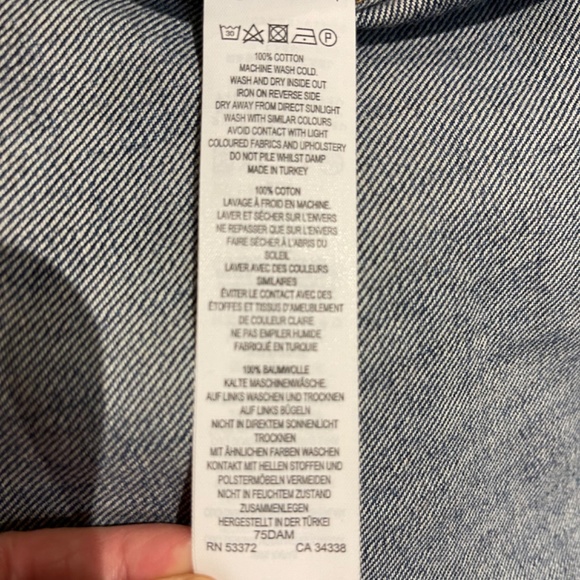 30 P
100% COTTON
MACHINE WASH COLD.
WASH AND DRY INSIDE OUT
IRON ON REVERSE SIDE
DRY AWAY FROM DIRECT SUNLIGHT
WASH WITH SIMILAR COLOURS
AVOID CONTACT WITH LIGHT
COLOURED FABRICS AND UPHOLSTERY
DO NOT PILE WHILST DAMP
MADE IN TURKEY
100% COTON
LAVAGE À FROID EN MACHINE.
LAVER ET SÉCHER SUR L'ENVERS
NE REPASSER QUE SUR L'ENVERS
FAIRE SÉCHER À L'ABRIS DU
SOLEIL
LAVER AVEC DES COULEURS
SIMILAIRES
ÉVITER LE CONTACT AVEC DES
ÉTOFFES ET TISSUS D'AMEUBLEMENT
DE COULEUR CLAIRE
NE PAS EMPILER HUMIDE
FABRIQUÉ EN TURQUIE
100% BAUMWOLLE
KALTE MASCHINENWÄSCHE.
AUF LINKS WASCHEN UND TROCKNEN
AUF LINKS BÜGELN
NICHT IN DIREKTEM SONNENLICHT
TROCKNEN
MIT ÄHNLICHEN FARBEN WASCHEN
KONTAKT MIT HELLEN STOFFEN UND
POLSTERMÖBELN VERMEIDEN
NICHT IN FEUCHTEM ZUSTAND
ZUSAMMENLEGEN
HERGESTELLT IN DER TÜRKEI
75DAM
RN 53372 CA 34338